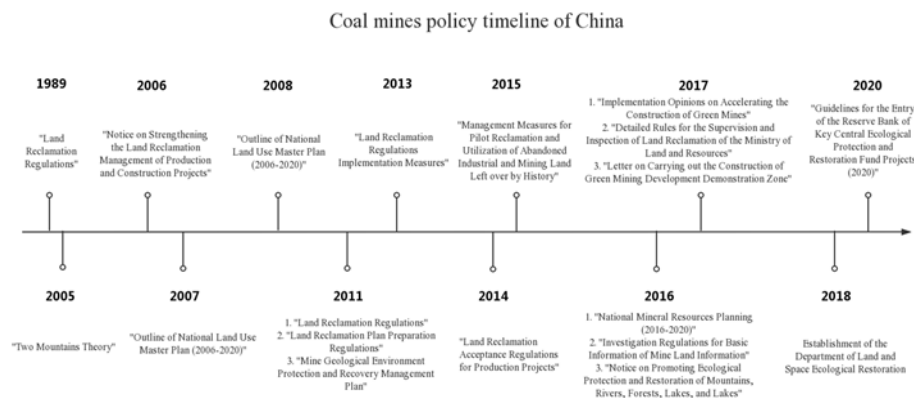 Coal mines policy timeline of China
1989
"Land
Reclamation
Regulations"
2006
"Notice on Strengthening
the Land Reclamation
Management of Production
and Construction Projects"
2008
"Outline of National
Land Use Master Plan
(2006-2020)"
2013
"Land Reclamation
Regulations
Implementation Measures"
2015
"Management Measures for
Pilot Reclamation and
Utilization of Abandoned
Industrial and Mining Land
Left over by History"
2017
1. "Implementation Opinions on Accelerating the
Construction of Green Mines"
2. "Detailed Rules for the Supervision and
Inspection of Land Reclamation of the Ministry of
Land and Resources"
3. "Letter on Carrying out the Construction of
Green Mining Development Demonstration Zone"
2020
"Guidelines for the Entry
of the Reserve Bank of
Key Central Ecological
Protection and
Restoration Fund Projects
(2020)"
2005
"Two Mountains Theory"
2007
"Outline of National Land Use
Master Plan (2006-2020)"
2011
1. "Land Reclamation Regulations"
2. "Land Reclamation Plan Preparation
Regulations"
3. "Mine Geological Environment
Protection and Recovery Management
Plan"
2014
"Land Reclamation
Acceptance Regulations
for Production Projects"
2016
1. "National Mineral Resources Planning
(2016-2020)"
2. "Investigation Regulations for Basic
Information of Mine Land Information"
3. "Notice on Promoting Ecological
Protection and Restoration of Mountains,
Rivers, Forests, Lakes, and Lakes"
2018
Establishment of the
Department of Land and
Space Ecological Restoration